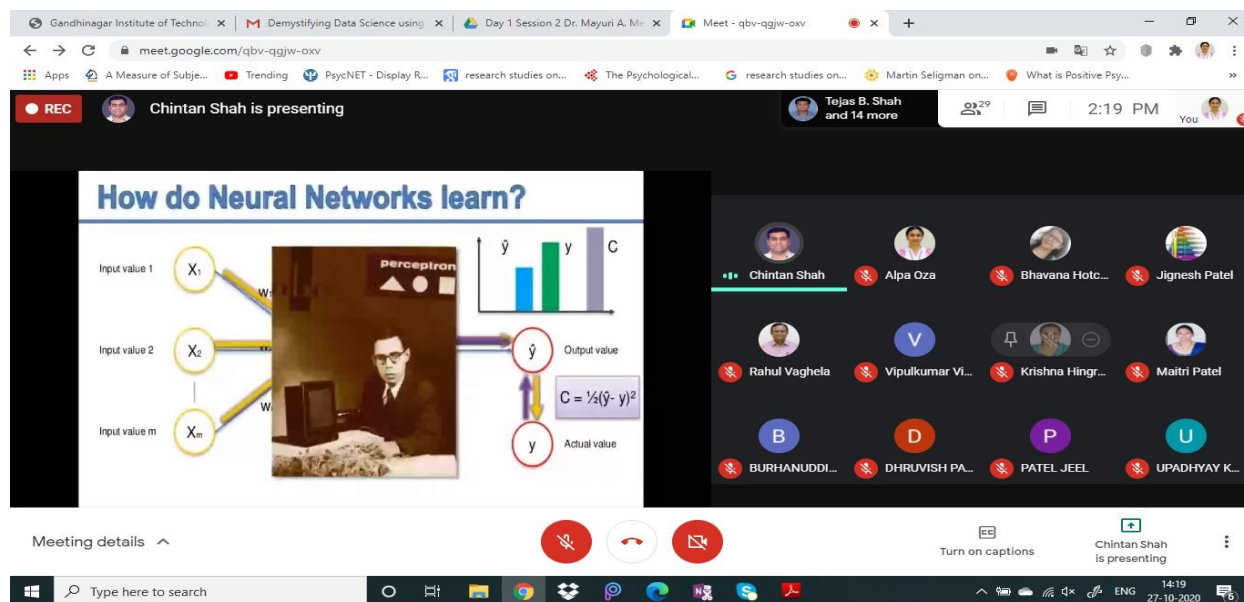 Gandhinagar Institute of Technol
Demystifying Data Science using
Day 1 Session 2 Dr. Mayuri A. Me
Meet - qbv-qgjw-oxv
meet.google.com/qbv-qgjw-oxv
Apps
A Measure of Subje...
Trending
PsycNET - Display R...
research studies on...
The Psychological...
research studies on...
Martin Seligman on...
What is Positive Psy...
»
REC
Chintan Shah is presenting
Tejas B. Shah
and 14 more
29
2:19 PM
You
How do Neural Networks learn?
Input value 1
X₁
W₁
Input value 2
X₂
Input value m
Xₘ
W
perceptron
ŷ
y
C
ŷ
Output value
C = ½(ŷ- y)²
y
Actual value
Chintan Shah
Alpa Oza
Bhavana Hotc...
Jignesh Patel
Rahul Vaghela
V
Vipulkumar Vi...
Krishna Hingr...
Maitri Patel
B
BURHANUDDI...
D
DHRUVISH PA...
P
PATEL JEEL
U
UPADHYAY K...
Meeting details
CC
Turn on captions
Chintan Shah
is presenting
Type here to search
ENG
14:19
27-10-2020
6